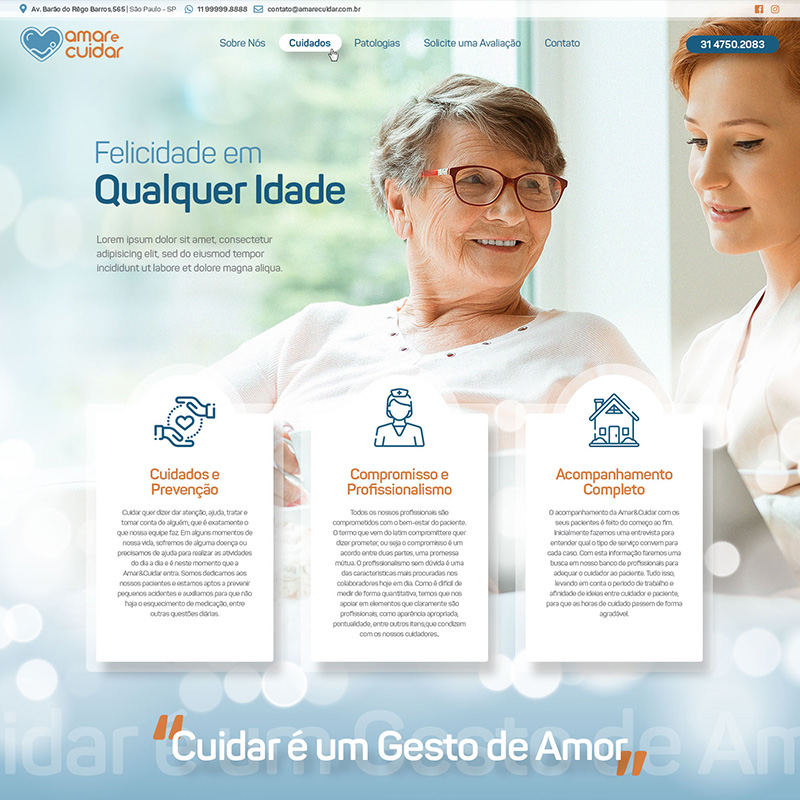 Av. Barão do Rêgo Barros, 565 | São Paulo - SP 11 99999.8888 contato@amarecuidar.com.br
amar e
cuidar
Sobre Nós Cuidados Patologias Solicite uma Avaliação Contato 31 4750.2083
Felicidade em
Qualquer Idade
Lorem ipsum dolor sit amet, consectetur
adipisicing elit, sed do eiusmod tempor
incididunt ut labore et dolore magna aliqua.
Cuidados e
Prevenção
Cuidar quer dizer dar atenção, ajuda, tratar e
tomar conta de alguém, que é exatamente o
que nossa equipe faz. Em alguns momentos de
nossa vida, sofremos de alguma doença ou
precisamos de ajuda para realizar as atividades
do dia a dia e é neste momento que a
Amar&Cuidar entra. Somos dedicamos aos
nossos pacientes e estamos aptos a prevenir
pequenos acidentes e auxiliamos para que não
haja o esquecimento de medicação, entre
outras questões diárias.
Compromisso e
Profissionalismo
Todos os nossos profissionais são
comprometidos com o bem-estar do paciente.
O termo que vem do latim compromittere quer
dizer prometer, ou seja o compromisso é um
acordo entre duas partes, uma promessa
mútua. O profissionalismo sem dúvida é uma
das características mais procuradas nos
colaboradores hoje em dia. Como é difícil de
medir de forma quantitativa, temos que nos
apoiar em elementos que claramente são
profissionais, como aparência apropriada,
pontualidade, entre outros itens,que condizem
com os nossos cuidadores..
Acompanhamento
Completo
O acompanhamento da Amar&Cuidar com os
seus pacientes é feito do começo ao fim.
Inicialmente fazemos uma entrevista para
entender qual o tipo de serviço convem para
cada caso. Com esta informação faremos uma
busca em nosso banco de profissionais para
adequar o cuidador ao paciente. Tudo isso,
levando em conta o período de trabalho e
afinidade de ideias entre cuidador e paciente,
para que as horas de cuidado passem de forma
agradável.
uidar é um Gesto de Am
"Cuidar é um Gesto de Amor"